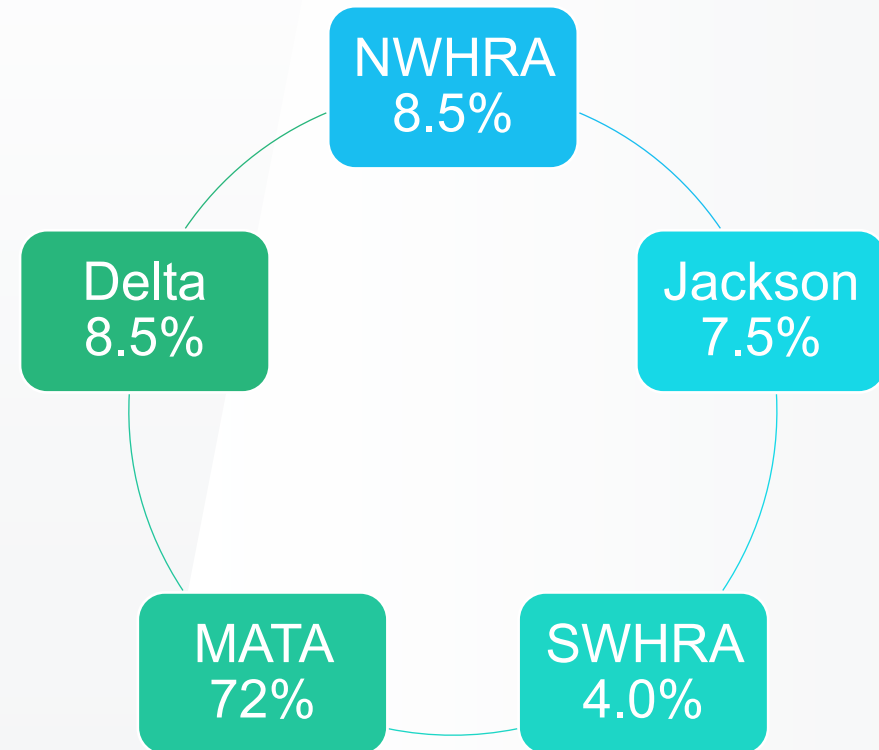 NWHRA
8.5%
Jackson
7.5%
SWHRA
4.0%
MATA
72%
Delta
8.5%